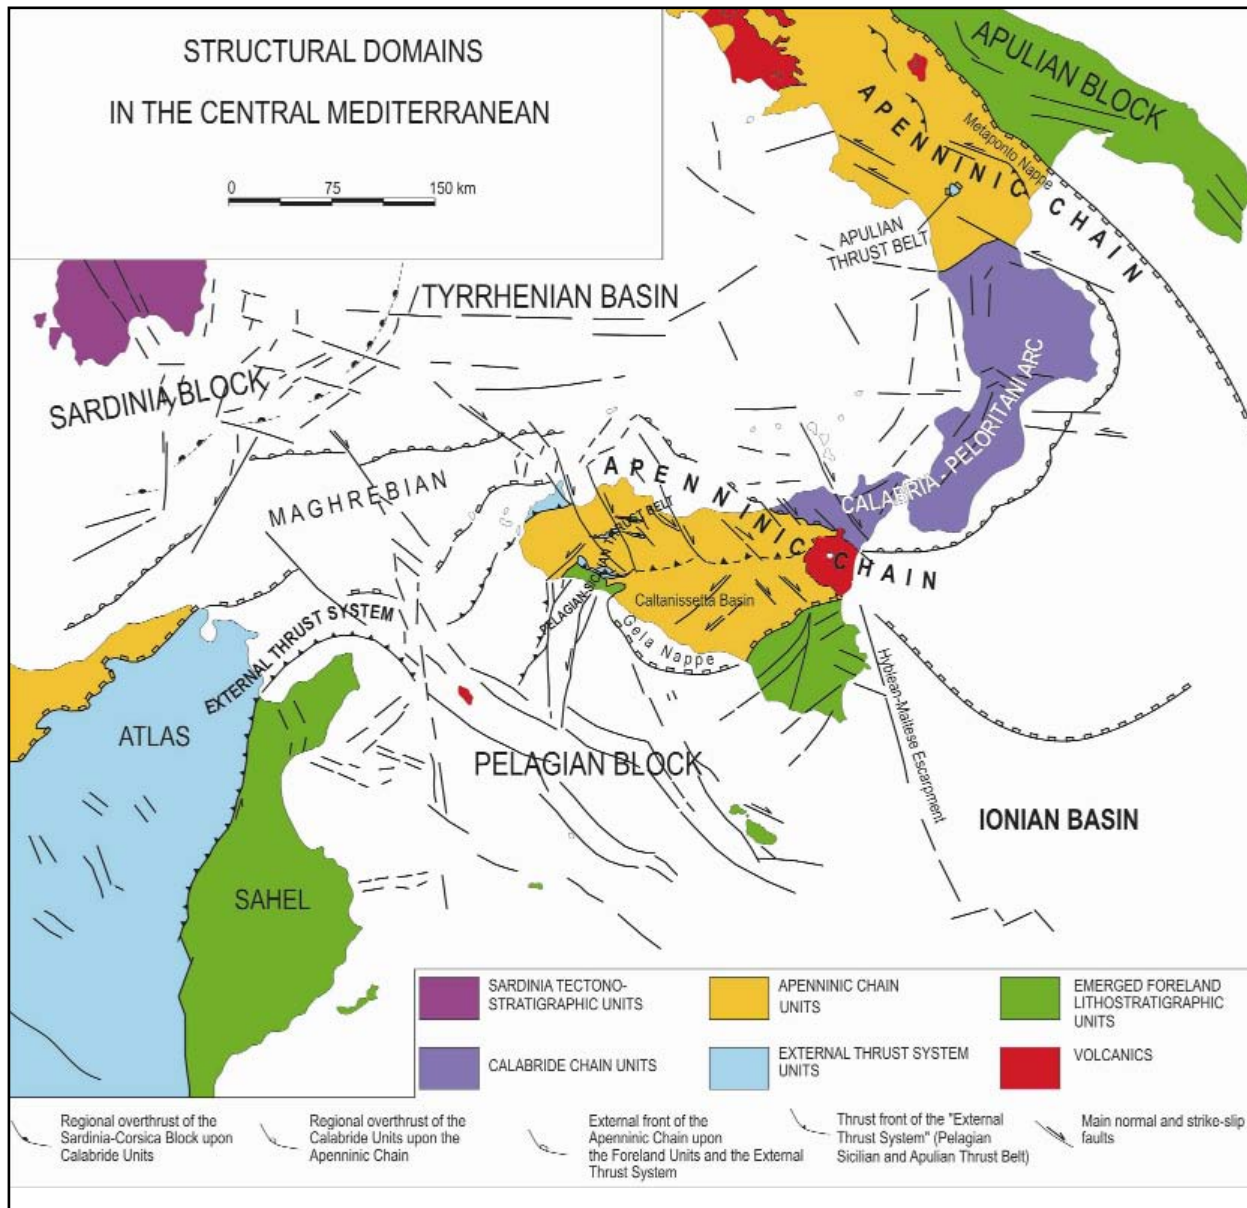 STRUCTURAL DOMAINS
IN THE CENTRAL MEDITERRANEAN
0 75 150 km
APULIAN BLOCK
APENNINIC CHAIN
Metaponto Nappe
APULIAN
THRUST BELT
TYRRHENIAN BASIN
SARDINIA BLOCK
CALABRIA - PELORITANI ARC
MAGHREBIAN
APENNINIC CHAIN
PELAGIAN-SICILIAN THRUST BELT
Caltanissetta Basin
Gela Nappe
EXTERNAL THRUST SYSTEM
ATLAS
Hyblean-Maltese Escarpment
PELAGIAN BLOCK
IONIAN BASIN
SAHEL
SARDINIA TECTONO-
STRATIGRAPHIC UNITS
APENNINIC CHAIN
UNITS
EMERGED FORELAND
LITHOSTRATIGRAPHIC
UNITS
CALABRIDE CHAIN UNITS
EXTERNAL THRUST SYSTEM
UNITS
VOLCANICS
Regional overthrust of the
Sardinia-Corsica Block upon
Calabride Units
Regional overthrust of the
Calabride Units upon the
Apenninic Chain
External front of the
Apenninic Chain upon
the Foreland Units and the External
Thrust System
Thrust front of the "External
Thrust System" (Pelagian
Sicilian and Apulian Thrust Belt)
Main normal and strike-slip
faults